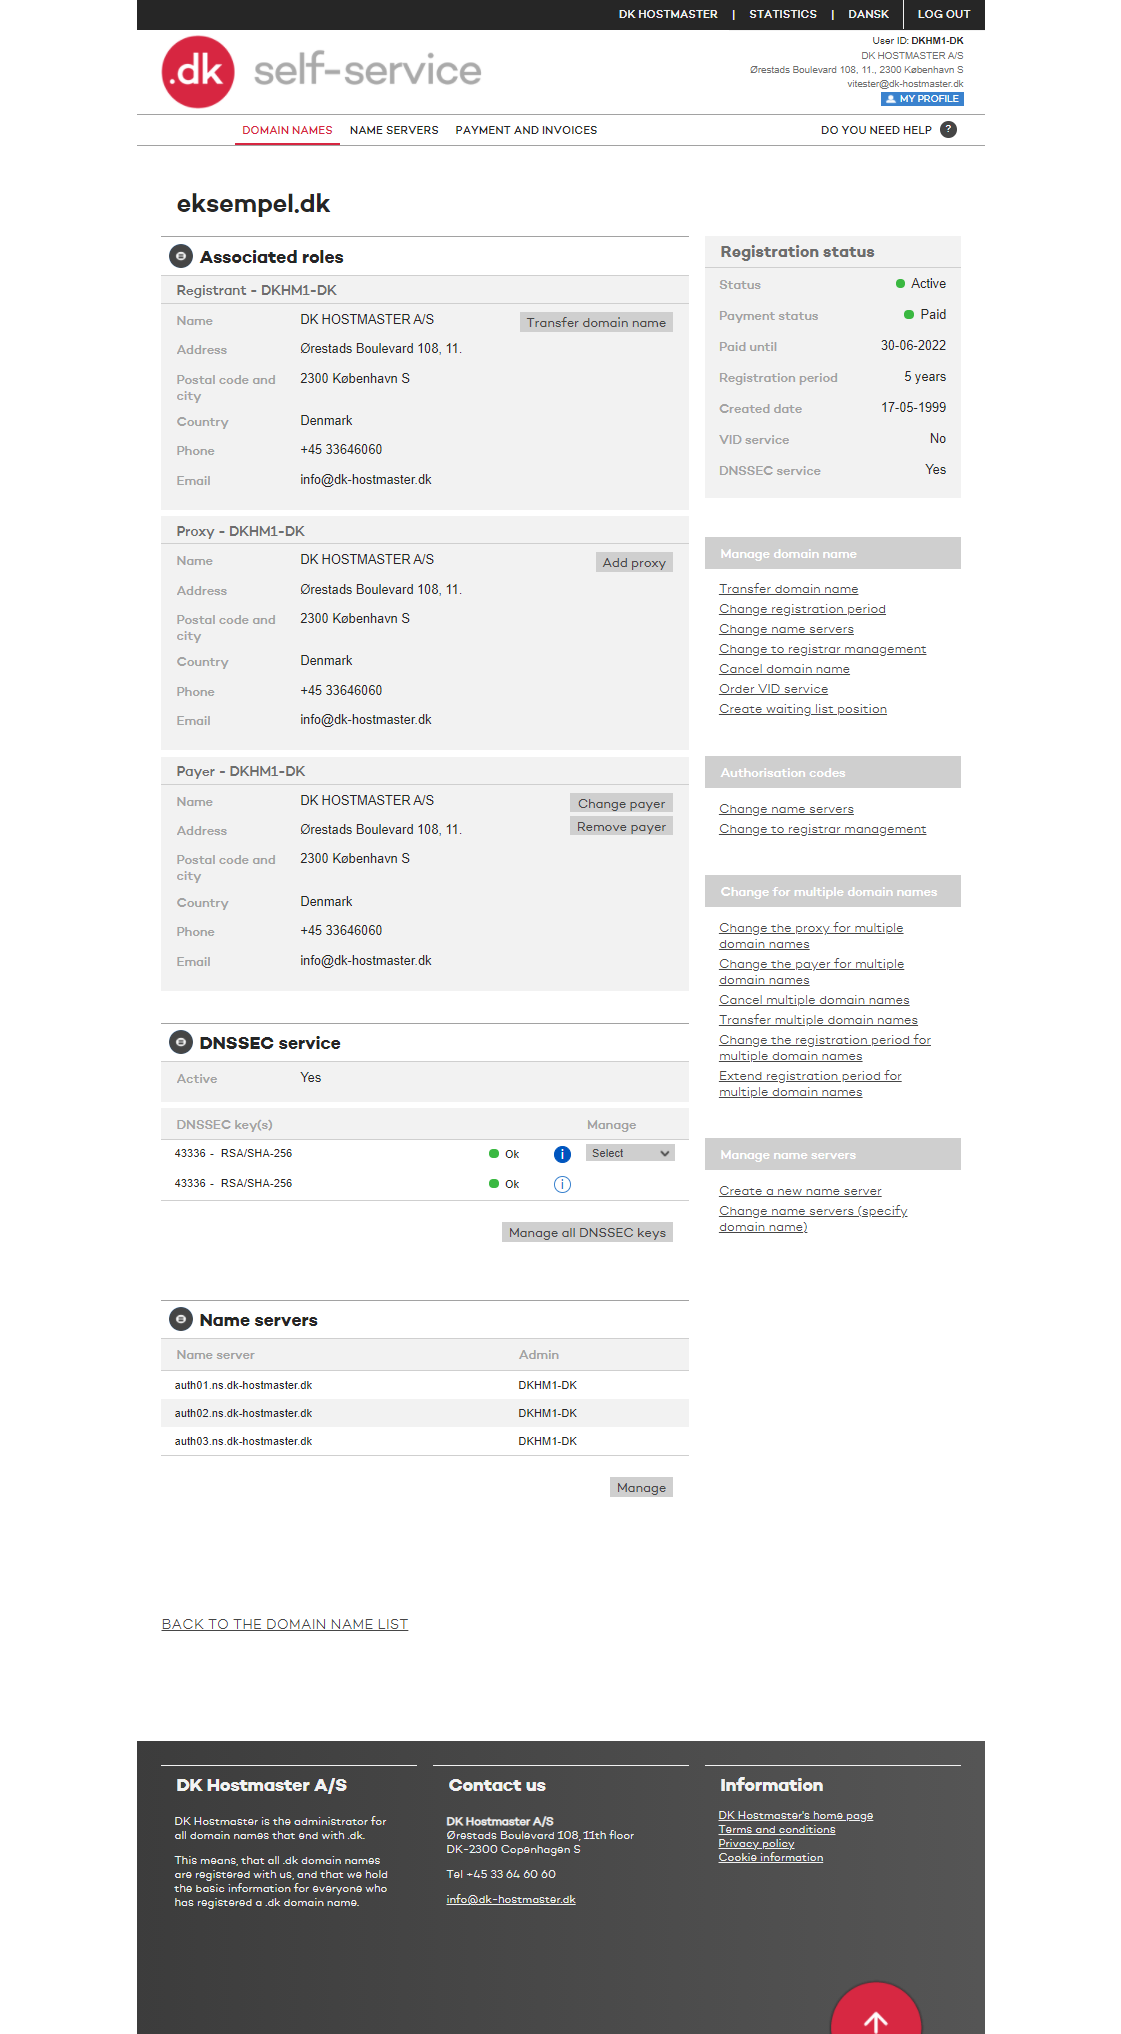 DK HOSTMASTER | STATISTICS | DANSK LOG OUT
.dk self-service
User ID: DKHM1-DK
DK HOSTMASTER A/S
Ørestads Boulevard 108, 11., 2300 København S
vitester@dk-hostmaster.dk
MY PROFILE
DOMAIN NAMES NAME SERVERS PAYMENT AND INVOICES DO YOU NEED HELP ?
eksempel.dk
Associated roles
Registrant - DKHM1-DK
Name DK HOSTMASTER A/S Transfer domain name
Address Ørestads Boulevard 108, 11.
Postal code and city 2300 København S
Country Denmark
Phone +45 33646060
Email info@dk-hostmaster.dk
Proxy - DKHM1-DK
Name DK HOSTMASTER A/S Add proxy
Address Ørestads Boulevard 108, 11.
Postal code and city 2300 København S
Country Denmark
Phone +45 33646060
Email info@dk-hostmaster.dk
Payer - DKHM1-DK
Name DK HOSTMASTER A/S Change payer
Address Ørestads Boulevard 108, 11. Remove payer
Postal code and city 2300 København S
Country Denmark
Phone +45 33646060
Email info@dk-hostmaster.dk
DNSSEC service
Active Yes
DNSSEC key(s) Manage
43336 - RSA/SHA-256 Ok i Select
43336 - RSA/SHA-256 Ok i
Manage all DNSSEC keys
Name servers
Name server Admin
auth01.ns.dk-hostmaster.dk DKHM1-DK
auth02.ns.dk-hostmaster.dk DKHM1-DK
auth03.ns.dk-hostmaster.dk DKHM1-DK
Manage
BACK TO THE DOMAIN NAME LIST
Registration status
Status Active
Payment status Paid
Paid until 30-06-2022
Registration period 5 years
Created date 17-05-1999
VID service No
DNSSEC service Yes
Manage domain name
Transfer domain name
Change registration period
Change name servers
Change to registrar management
Cancel domain name
Order VID service
Create waiting list position
Authorisation codes
Change name servers
Change to registrar management
Change for multiple domain names
Change the proxy for multiple
domain names
Change the payer for multiple
domain names
Cancel multiple domain names
Transfer multiple domain names
Change the registration period for
multiple domain names
Extend registration period for
multiple domain names
Manage name servers
Create a new name server
Change name servers (specify
domain name)
DK Hostmaster A/S
DK Hostmaster is the administrator for
all domain names that end with .dk.
This means, that all .dk domain names
are registered with us, and that we hold
the basic information for everyone who
has registered a .dk domain name.
Contact us
DK Hostmaster A/S
Ørestads Boulevard 108, 11th floor
DK-2300 Copenhagen S
Tel +45 33 64 60 60
info@dk-hostmaster.dk
Information
DK Hostmaster's home page
Terms and conditions
Privacy policy
Cookie information